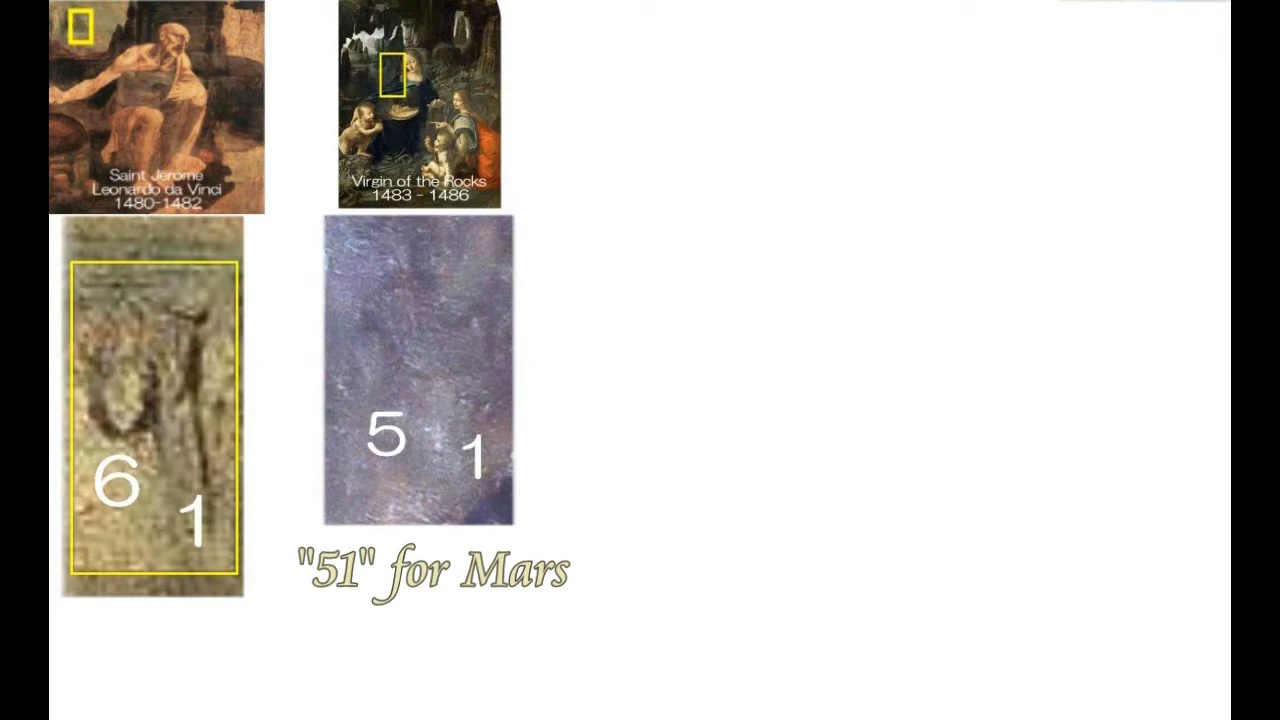 Saint Jerome
Leonardo da Vinci
1480-1482
Virgin of the Rocks
1483 - 1486
6
1
5
1
"51" for Mars